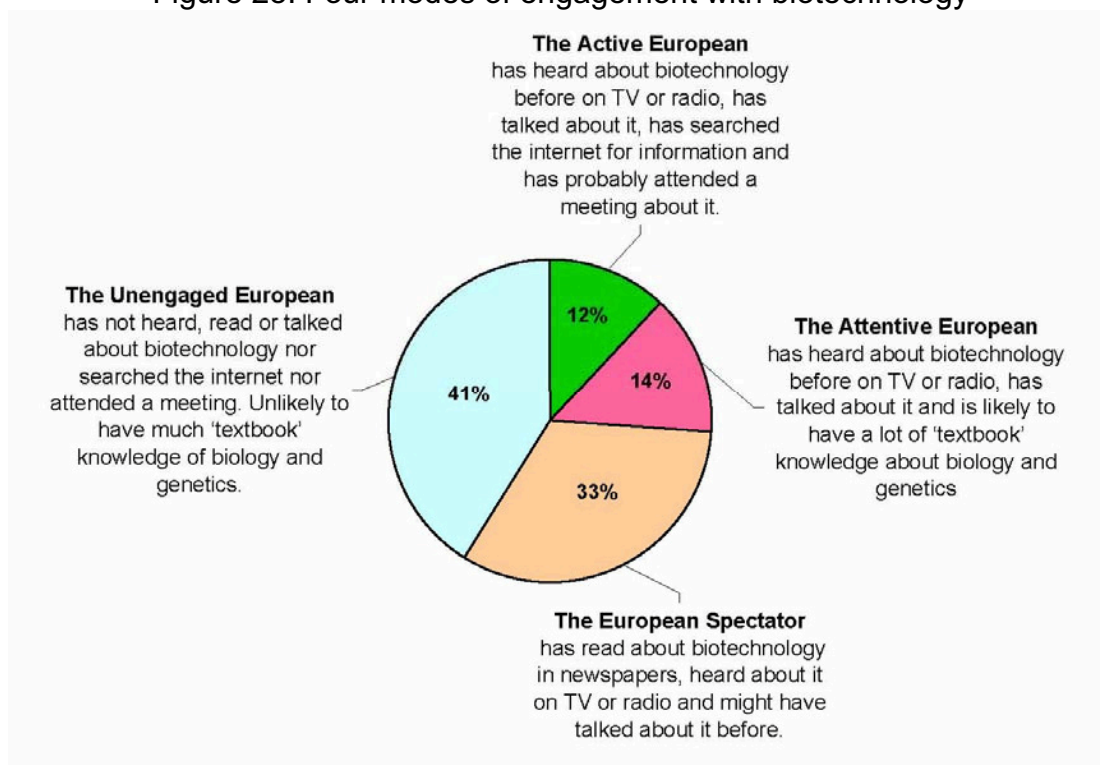 The Active European
has heard about biotechnology
before on TV or radio, has
talked about it, has searched
the internet for information and
has probably attended a
meeting about it.
The Unengaged European
has not heard, read or talked
about biotechnology nor
searched the internet nor
attended a meeting. Unlikely to
have much ‘textbook’
knowledge of biology and
genetics.
12%
14%
41%
33%
The Attentive European
has heard about biotechnology
before on TV or radio, has
talked about it and is likely to
have a lot of ‘textbook’
knowledge about biology and
genetics
The European Spectator
has read about biotechnology
in newspapers, heard about it
on TV or radio and might have
talked about it before.